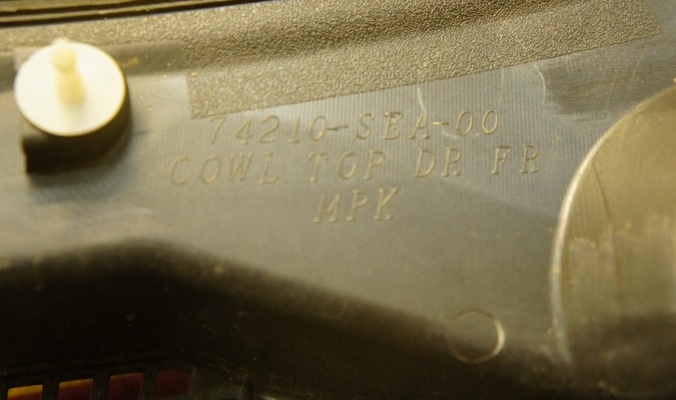 74210-SEA-00
COWL TOP DR FR
MPK